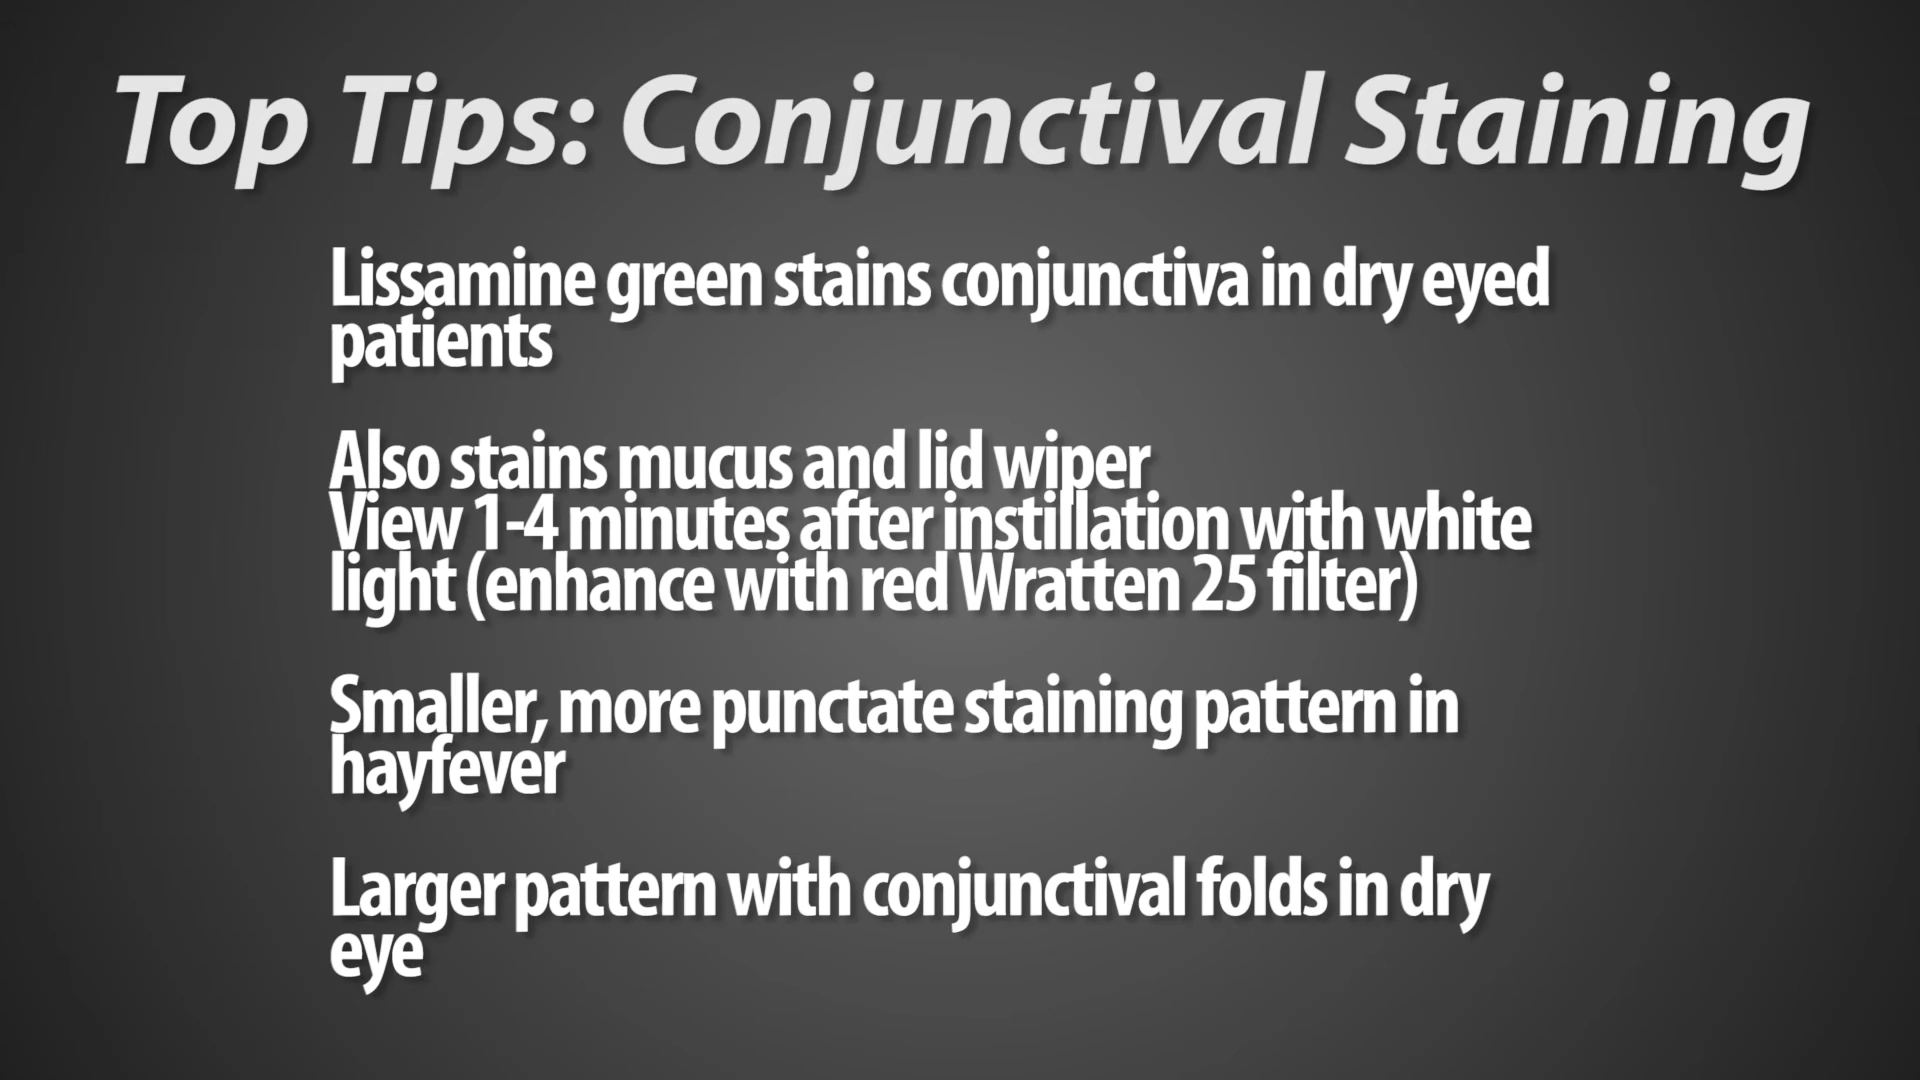 Top Tips: Conjunctival Staining
Lissamine green stains conjunctiva in dry eyed
patients
Also stains mucus and lid wiper
View 1-4 minutes after instillation with white
light (enhance with red Wratten 25 filter)
Smaller, more punctate staining pattern in
hayfever
Larger pattern with conjunctival folds in dry
eye